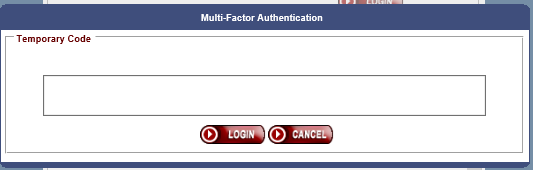 Multi-Factor Authentication
Temporary Code
LOGIN CANCEL